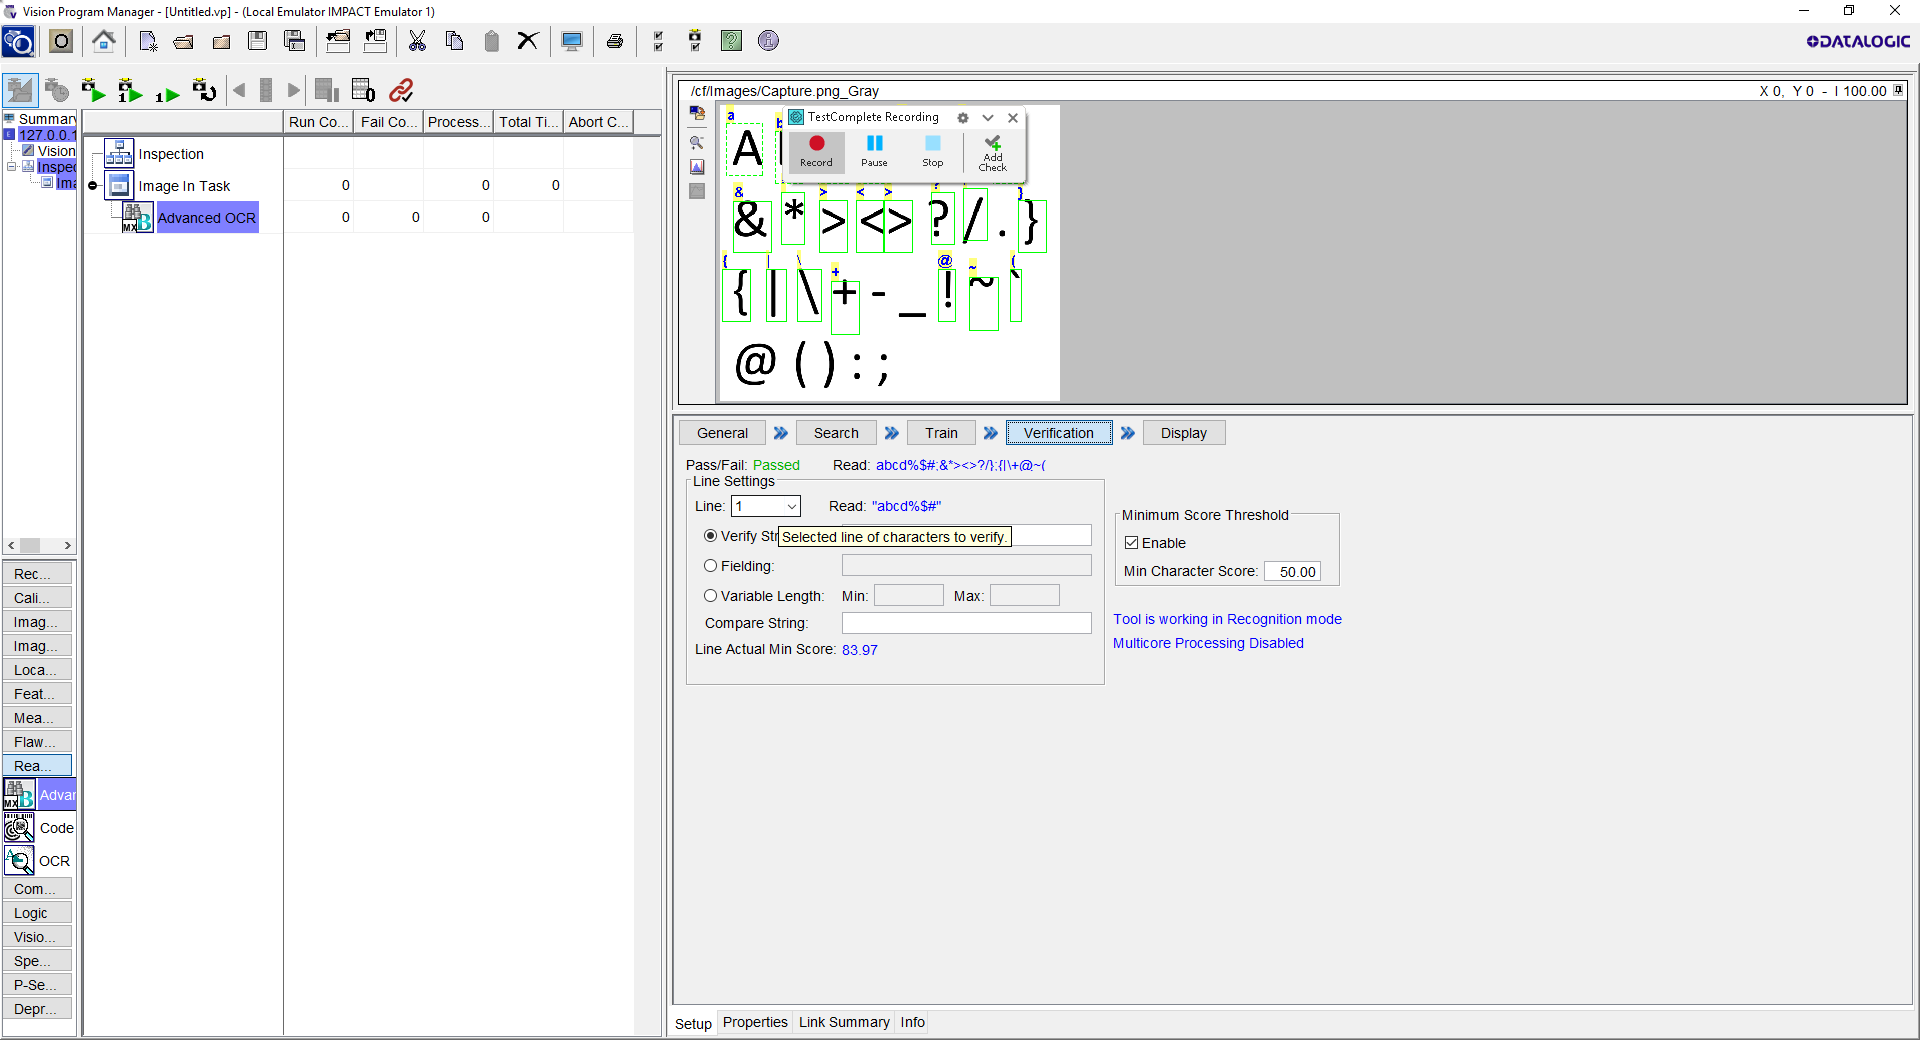 Vision Program Manager - [Untitled.vp] - (Local Emulator IMPACT Emulator 1)
DATALOGIC
Summar
127.0.0.1
Vision
Inspec
Ima
Run Co... Fail Co... Process... Total Ti... Abort C...
Inspection
Image In Task 0 0 0
Advanced OCR 0 0 0
Rec...
Cali...
Imag...
Imag...
Loca...
Feat...
Mea...
Flaw...
Rea...
Advan
Code
OCR
Com...
Logic
Visio...
Spe...
P-Se...
Depr...
/cf/Images/Capture.png_Gray X 0, Y 0 - I 100.00
TestComplete Recording
Record Pause Stop Add Check
a
A
& > < > ? }
& * > <> ? / . }
{ | \ + @ ~ (
{ | \ + - _ ! ~ `
@ ( ) : ;
General Search Train Verification Display
Pass/Fail: Passed Read: abcd%$#;&*><>?/};{|\+@~(
Line Settings
Line: 1 Read: "abcd%$#"
Verify Str
Selected line of characters to verify.
Fielding:
Variable Length: Min: Max:
Compare String:
Line Actual Min Score: 83.97
Minimum Score Threshold
Enable
Min Character Score: 50.00
Tool is working in Recognition mode
Multicore Processing Disabled
Setup Properties Link Summary Info